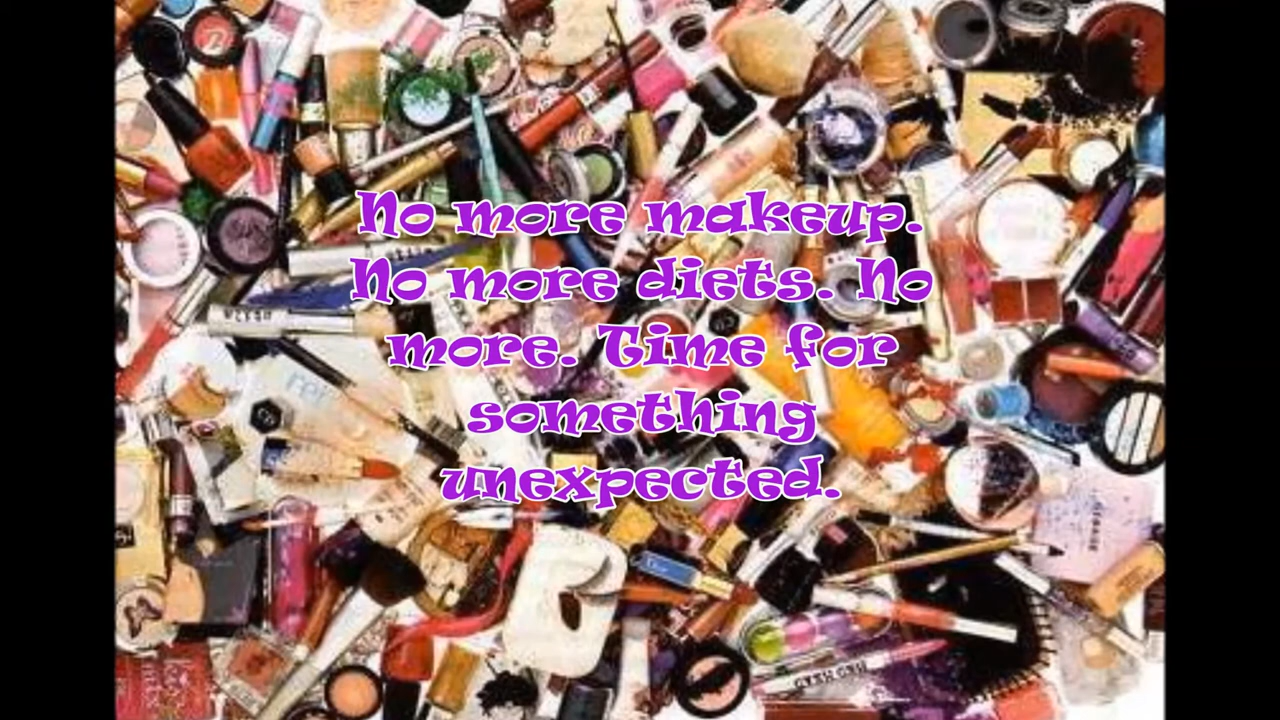 No more makeup.
No more diets. No
more. Time for
something
unexpected.